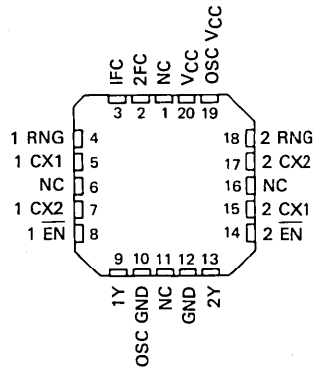 IFC 2FC NC VCC OSC VCC
3 2 1 20 19
1 RNG 4 18 2 RNG
1 CX1 5 17 2 CX2
NC 6 16 NC
1 CX2 7 15 2 CX1
1 E̅N̅ 8 14 2 E̅N̅
9 10 11 12 13
1Y OSC GND NC GND 2Y